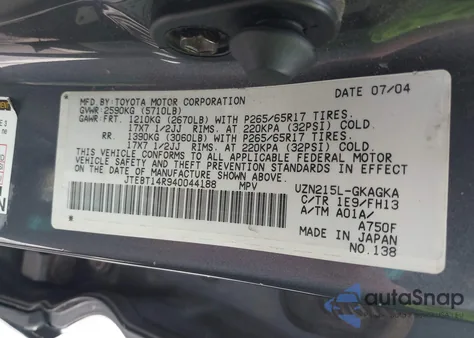 MFD.BY:TOYOTA MOTOR CORPORATION DATE 07/04
GVWR:2590KG (5710LB)
GAWR:FRT. 1210KG (2670LB) WITH P265/65R17 TIRES.
17X7 1/2JJ RIMS. AT 220KPA (32PSI) COLD.
RR. 1390KG (3060LB) WITH P265/65R17 TIRES.
17X7 1/2JJ RIMS. AT 220KPA (32PSI) COLD.
THIS VEHICLE CONFORMS TO ALL APPLICABLE FEDERAL MOTOR
VEHICLE SAFETY AND THEFT PREVENTION STANDARDS IN EFFECT
ON THE DATE OF MANUFACTURE SHOWN ABOVE.
JTEBT14R940044188 MPV UZN215L-GKAGKA
C/TR 1E9/FH13
A/TM A01A/
A750F
MADE IN JAPAN
NO.138
autoSnap